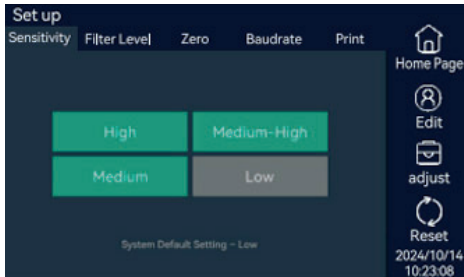 Set up
Sensitivity Filter Level Zero Baudrate Print
Home Page
Edit
adjust
Reset
2024/10/14
10:23:08
High Medium-High
Medium Low
System Default Setting - Low